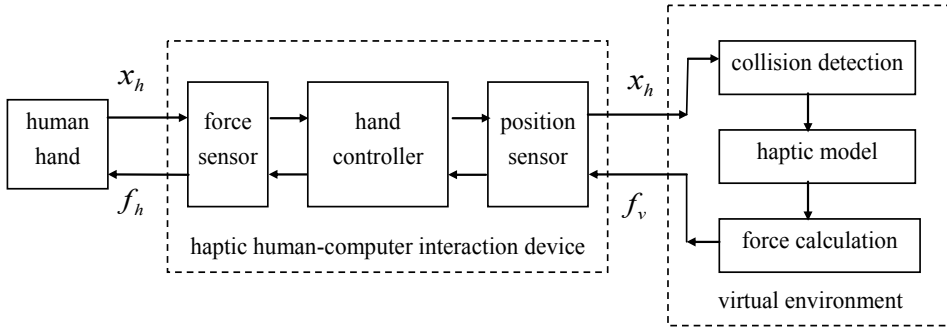 x_h
human
hand
f_h
force
sensor
hand
controller
position
sensor
haptic human-computer interaction device
x_h
f_v
collision detection
haptic model
force calculation
virtual environment